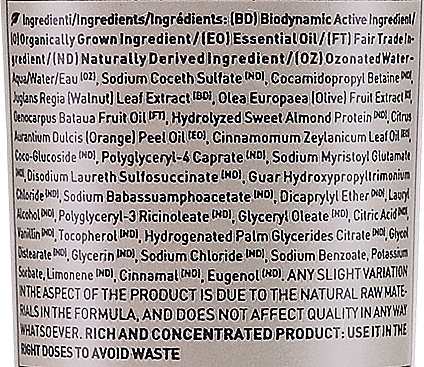 Ingredienti/Ingredients/Ingrédients: (BD) Biodynamic Active Ingredient/
(O)Organically Grown Ingredient/(EO) Essential Oil/(FT) Fair Trade In-
gredient/(ND) Naturally Derived Ingredient/(OZ) Ozonated Water-
Aqua/Water/Eau (OZ), Sodium Coceth Sulfate (ND), Cocamidopropyl Betaine (ND),
Juglans Regia (Walnut) Leaf Extract (BD), Olea Europaea (Olive) Fruit Extract
Oenocarpus Bataua Fruit Oil (FT), Hydrolyzed Sweet Almond Protein (ND), Citrus
Aurantium Dulcis (Orange) Peel Oil (EO), Cinnamomum Zeylanicum Leaf Oil (EO)
Coco-Glucoside (ND), Polyglyceryl-4 Caprate (ND), Sodium Myristoyl Glutamate
(ND), Disodium Laureth Sulfosuccinate (ND), Guar Hydroxypropyltrimonium
Chloride (ND), Sodium Babassuamphoacetate (ND), Dicaprylyl Ether (ND), Lauryl
Alcohol (ND), Polyglyceryl-3 Ricinoleate (ND), Glyceryl Oleate (ND), Citric Acid (ND),
Vanillin (ND), Tocopherol (ND), Hydrogenated Palm Glycerides Citrate (ND), Glycol
Distearate (ND), Glycerin (ND), Sodium Chloride (ND), Sodium Benzoate, Potassium
Sorbate, Limonene (ND), Cinnamal (ND), Eugenol (ND). ANY SLIGHT VARIATION
IN THE ASPECT OF THE PRODUCT IS DUE TO THE NATURAL RAW MATE-
RIALS IN THE FORMULA, AND DOES NOT AFFECT QUALITY IN ANY WAY
WHATSOEVER. RICH AND CONCENTRATED PRODUCT: USE IT IN THE
RIGHT DOSES TO AVOID WASTE